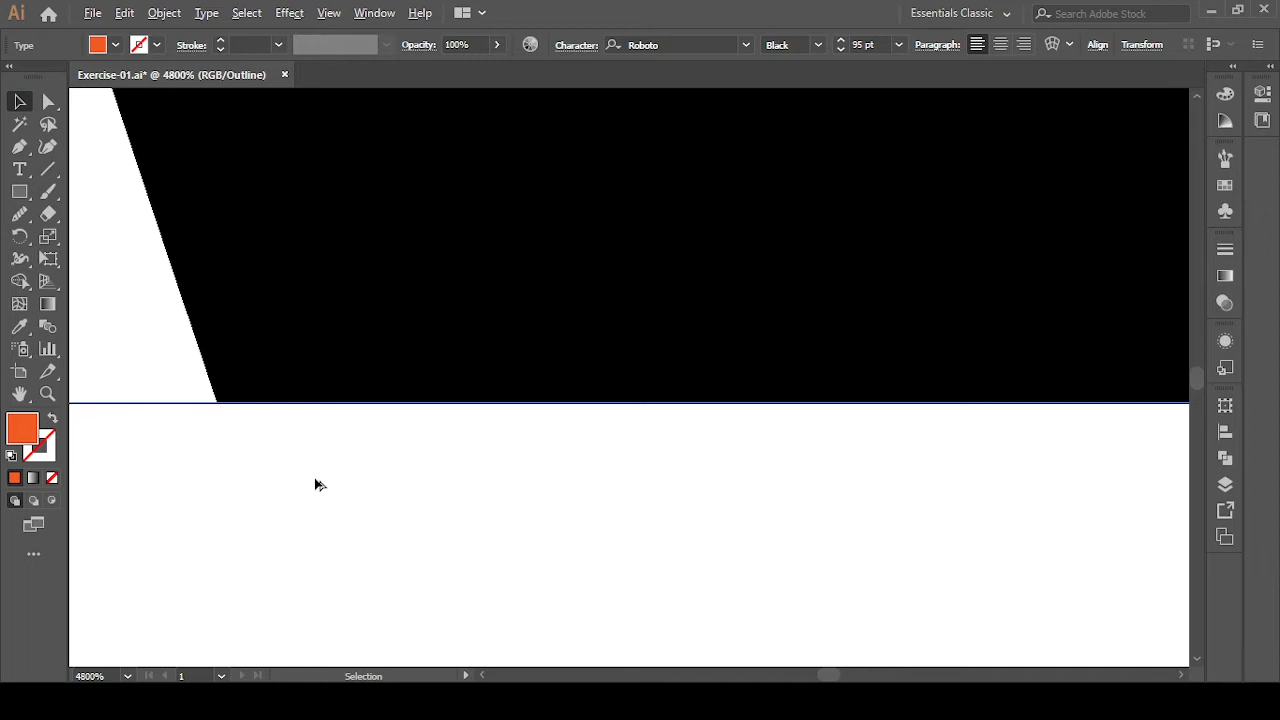 Ai File Edit Object Type Select Effect View Window Help Essentials Classic Search Adobe Stock
Type Stroke: Opacity: 100% Character: Roboto Black 95 pt Paragraph: Align Transform
Exercise-01.ai* @ 4800% (RGB/Outline)
T
4800% 1 Selection